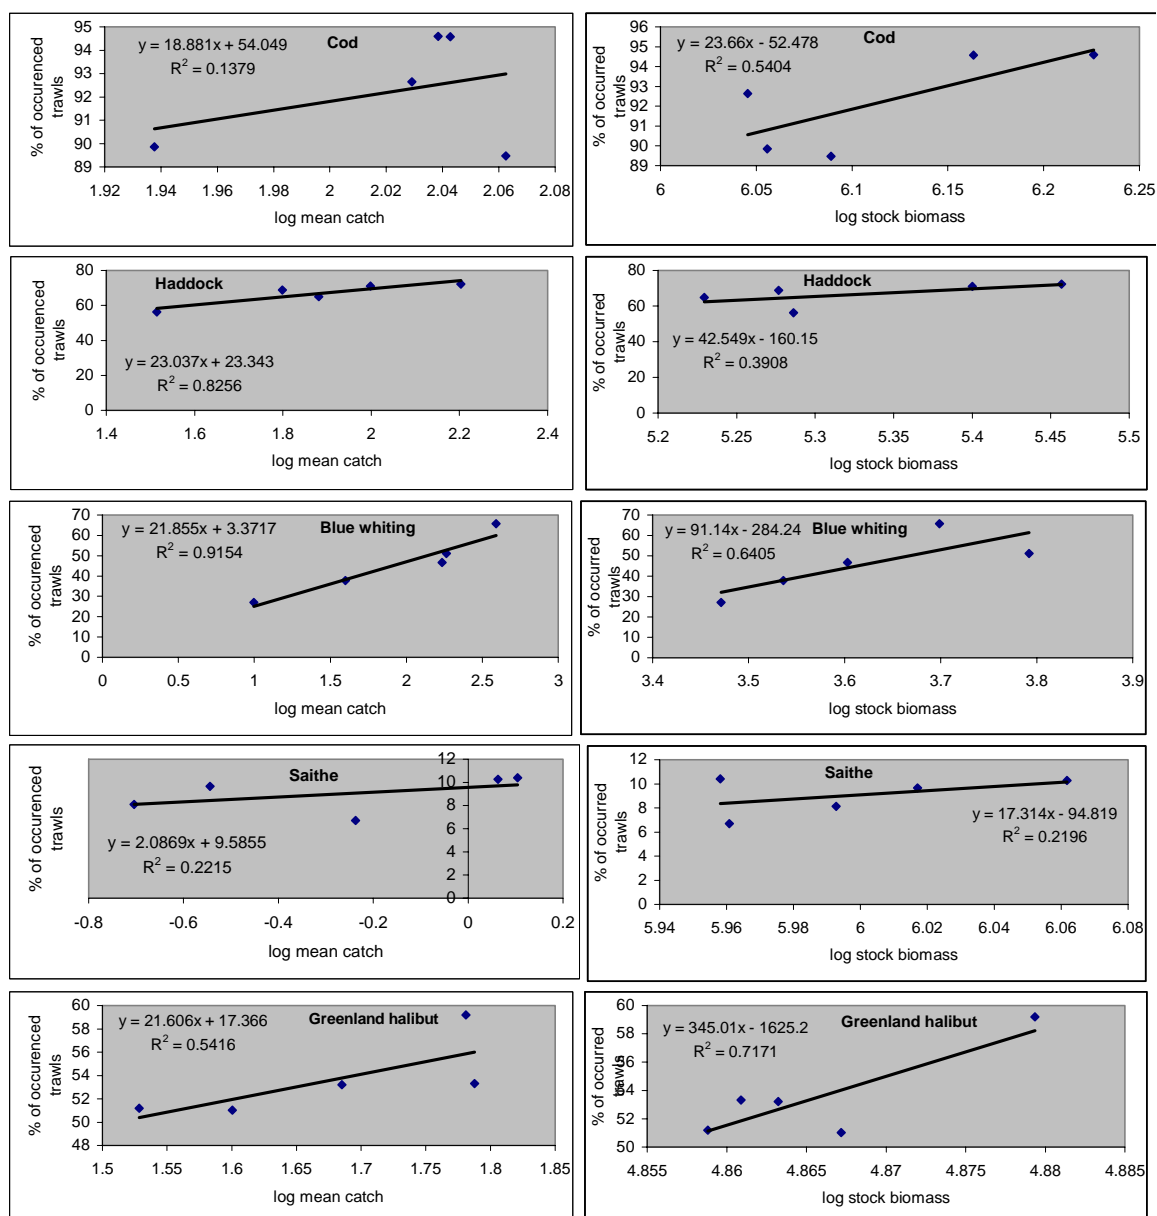 Cod
y = 18.881x + 54.049
R² = 0.1379
% of occurenced
trawls
95
94
93
92
91
90
89
1.92 1.94 1.96 1.98 2 2.02 2.04 2.06 2.08
log mean catch
Cod
y = 23.66x - 52.478
R² = 0.5404
% of occurred
trawls
96
95
94
93
92
91
90
89
6 6.05 6.1 6.15 6.2 6.25
log stock biomass
Haddock
y = 23.037x + 23.343
R² = 0.8256
% of occurenced
trawls
80
60
40
20
0
1.4 1.6 1.8 2 2.2 2.4
log mean catch
Haddock
y = 42.549x - 160.15
R² = 0.3908
% of occurred
trawls
80
60
40
20
0
5.2 5.25 5.3 5.35 5.4 5.45 5.5
log stock biomass
Blue whiting
y = 21.855x + 3.3717
R² = 0.9154
% of occurenced
trawls
70
60
50
40
30
20
10
0
0 0.5 1 1.5 2 2.5 3
log mean catch
Blue whiting
y = 91.14x - 284.24
R² = 0.6405
% of occurred
trawls
70
60
50
40
30
20
10
0
3.4 3.5 3.6 3.7 3.8 3.9
log stock biomass
Saithe
y = 2.0869x + 9.5855
R² = 0.2215
% of occurenced
trawls
12
10
8
6
4
2
0
-0.8 -0.6 -0.4 -0.2 0 0.2
log mean catch
Saithe
y = 17.314x - 94.819
R² = 0.2196
% of occurred
trawls
12
10
8
6
4
2
0
5.94 5.96 5.98 6 6.02 6.04 6.06 6.08
log stock biomass
Greenland halibut
y = 21.606x + 17.366
R² = 0.5416
% of occurenced
trawls
60
58
56
54
52
50
48
1.5 1.55 1.6 1.65 1.7 1.75 1.8 1.85
log mean catch
Greenland halibut
y = 345.01x - 1625.2
R² = 0.7171
% of occurred
trawls
60
58
56
54
52
50
4.855 4.86 4.865 4.87 4.875 4.88 4.885
log stock biomass